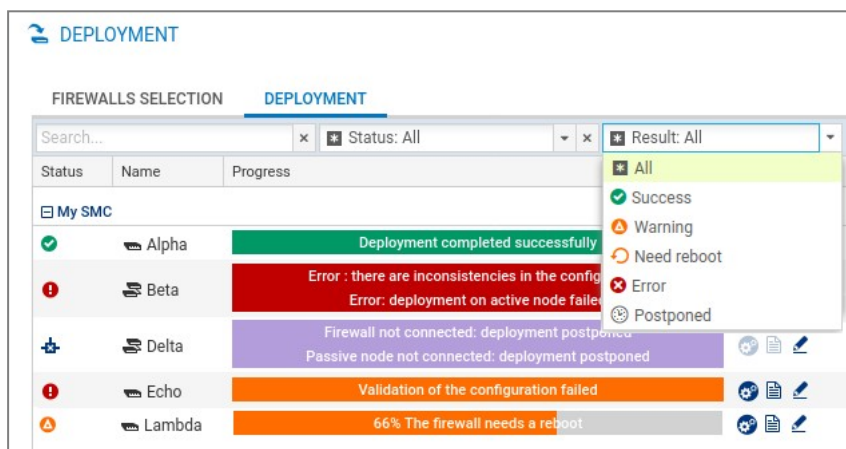 DEPLOYMENT
FIREWALLS SELECTION DEPLOYMENT
Search... Status: All Result: All
Status Name Progress
All
Success
Warning
Need reboot
Error
Postponed
My SMC
Alpha Deployment completed successfully
Beta Error : there are inconsistencies in the
Error: deployment on active node
Delta Firewall not connected: deployment postponed
Passive node not connected: deployment postponed
Echo Validation of the configuration failed
Lambda 66% The firewall needs a reboot